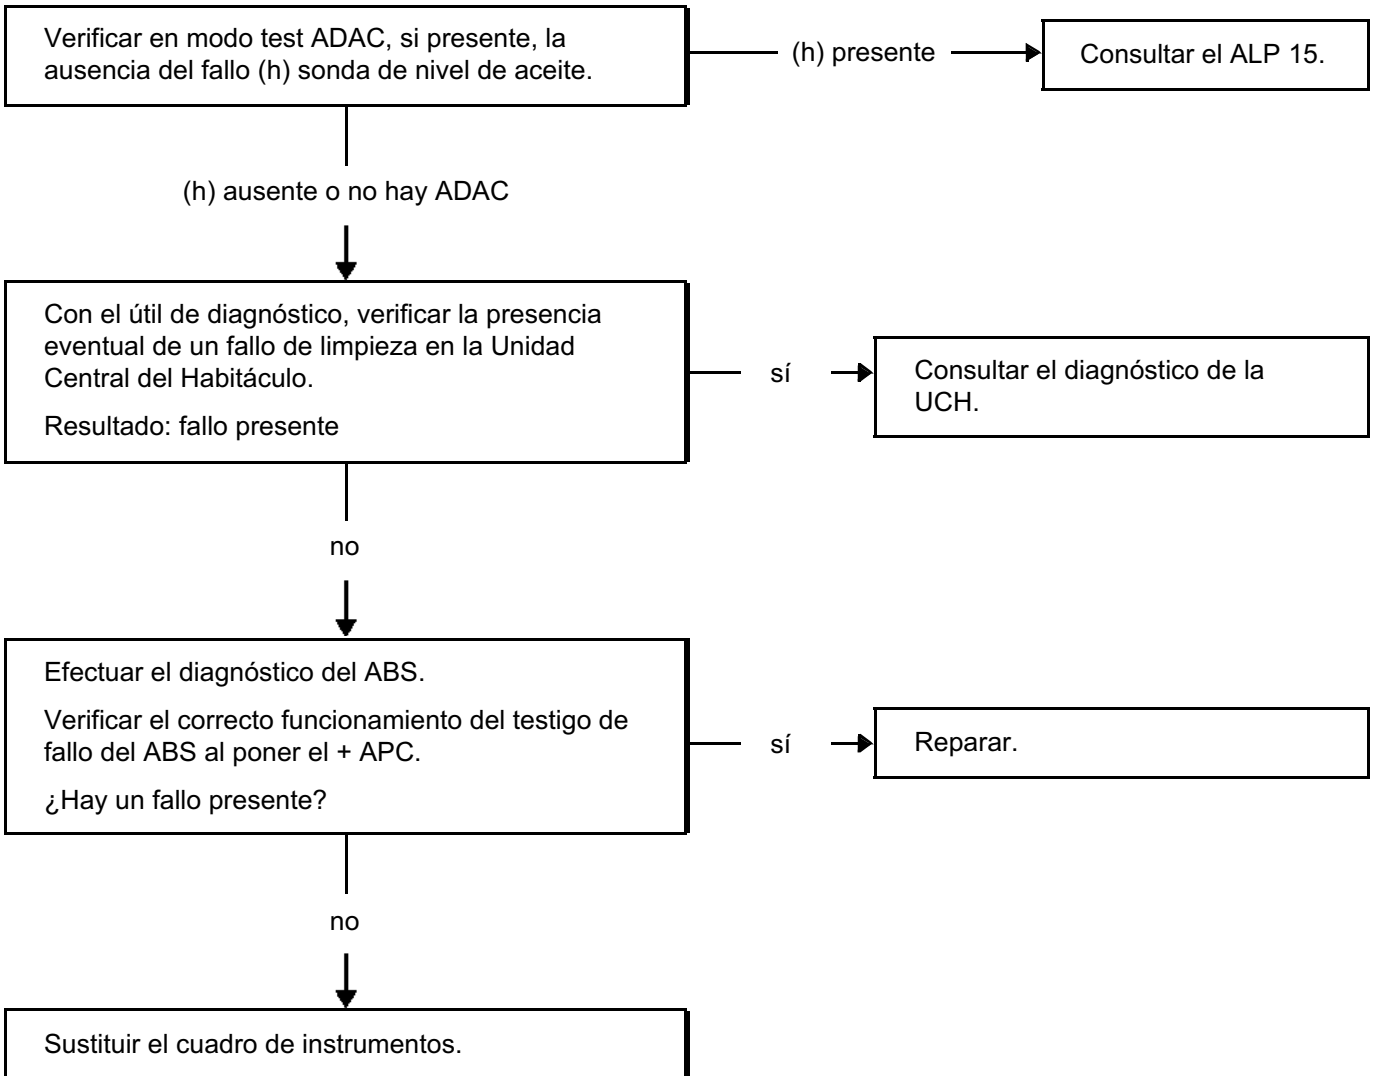 Verificar en modo test ADAC, si presente, la
ausencia del fallo (h) sonda de nivel de aceite.
(h) presente
Consultar el ALP 15.
(h) ausente o no hay ADAC
Con el útil de diagnóstico, verificar la presencia
eventual de un fallo de limpieza en la Unidad
Central del Habitáculo.
Resultado: fallo presente
sí
Consultar el diagnóstico de la
UCH.
no
Efectuar el diagnóstico del ABS.
Verificar el correcto funcionamiento del testigo de
fallo del ABS al poner el + APC.
¿Hay un fallo presente?
sí
Reparar.
no
Sustituir el cuadro de instrumentos.